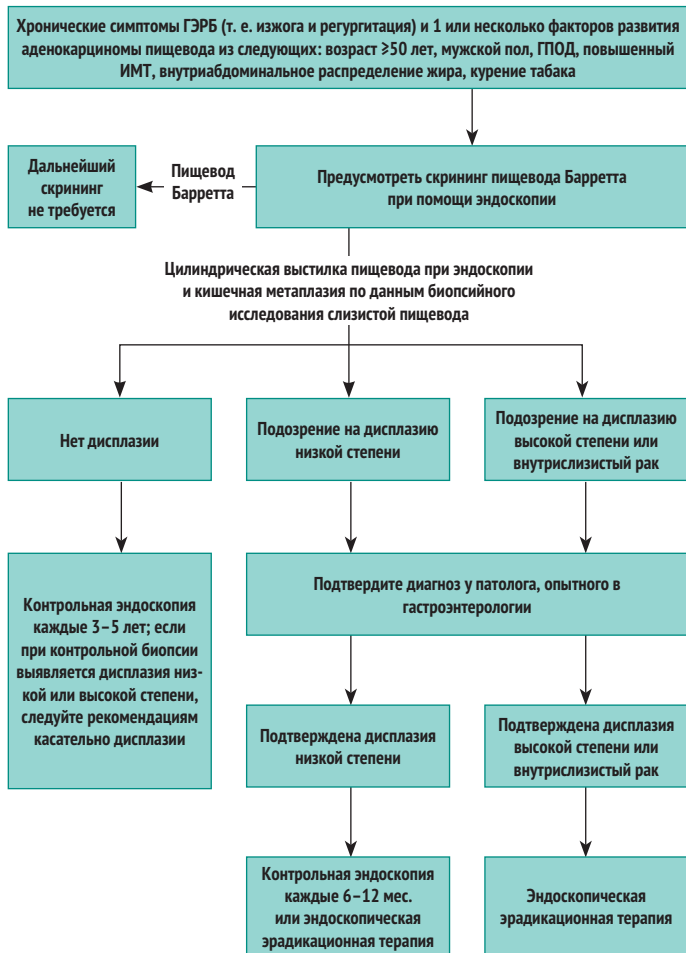 Хронические симптомы ГЭРБ (т. е. изжога и регургитация) и 1 или несколько факторов развития
аденокарциномы пищевода из следующих: возраст ≥50 лет, мужской пол, ГПОД, повышенный
ИМТ, внутриабдоминальное распределение жира, курение табака
Дальнейший
скрининг
не требуется
Пищевод
Барретта
Предусмотреть скрининг пищевода Барретта
при помощи эндоскопии
Цилиндрическая выстилка пищевода при эндоскопии
и кишечная метаплазия по данным биопсийного
исследования слизистой пищевода
Нет дисплазии
Подозрение на дисплазию
низкой степени
Подозрение на дисплазию
высокой степени или
внутрислизистый рак
Контрольная эндоскопия
каждые 3–5 лет; если
при контрольной биопсии
выявляется дисплазия низ-
кой или высокой степени,
следуйте рекомендациям
касательно дисплазии
Подтвердите диагноз у патолога, опытного в
гастроэнтерологии
Подтверждена дисплазия
низкой степени
Подтверждена дисплазия
высокой степени или
внутрислизистый рак
Контрольная эндоскопия
каждые 6–12 мес.
или эндоскопическая
эрадикационная терапия
Эндоскопическая
эрадикационная терапия